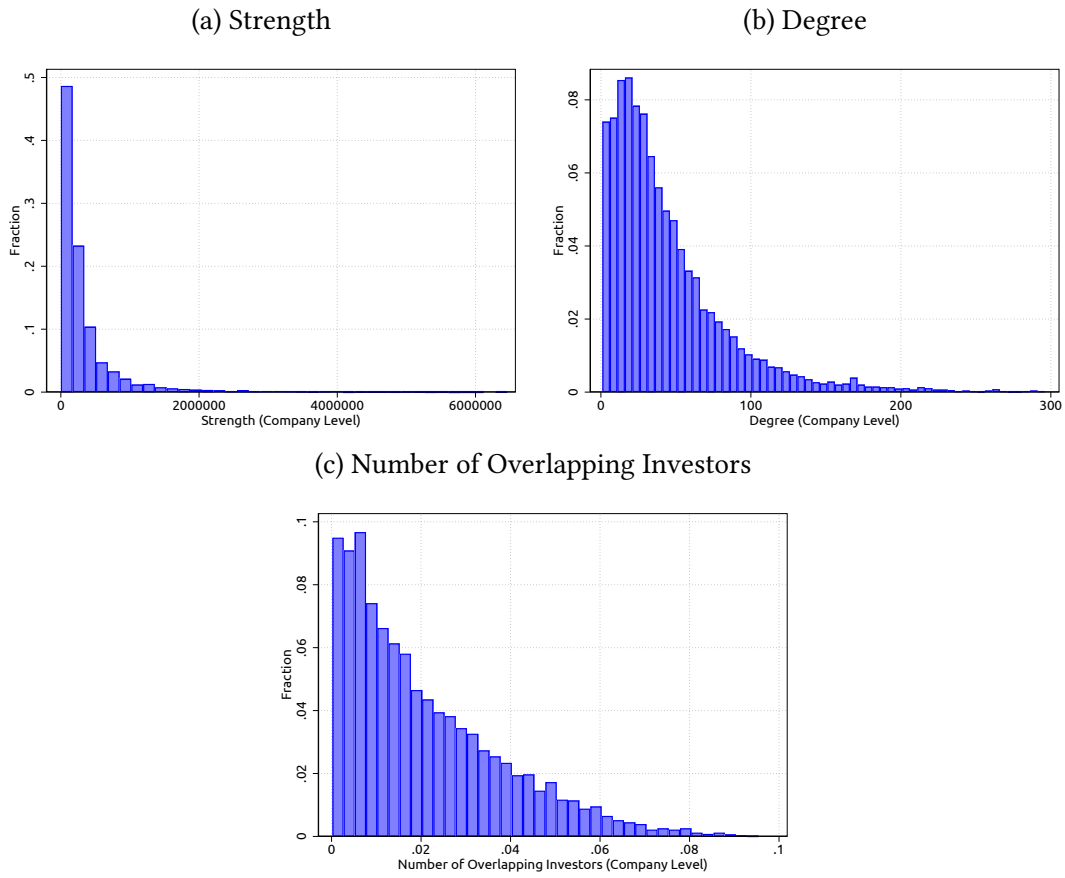 (a) Strength
Fraction
.5
.4
.3
.2
.1
0
0 2000000 4000000 6000000
Strength (Company Level)
(b) Degree
Fraction
.08
.06
.04
.02
0
0 100 200 300
Degree (Company Level)
(c) Number of Overlapping Investors
Fraction
.1
.08
.06
.04
.02
0
0 .02 .04 .06 .08 .1
Number of Overlapping Investors (Company Level)